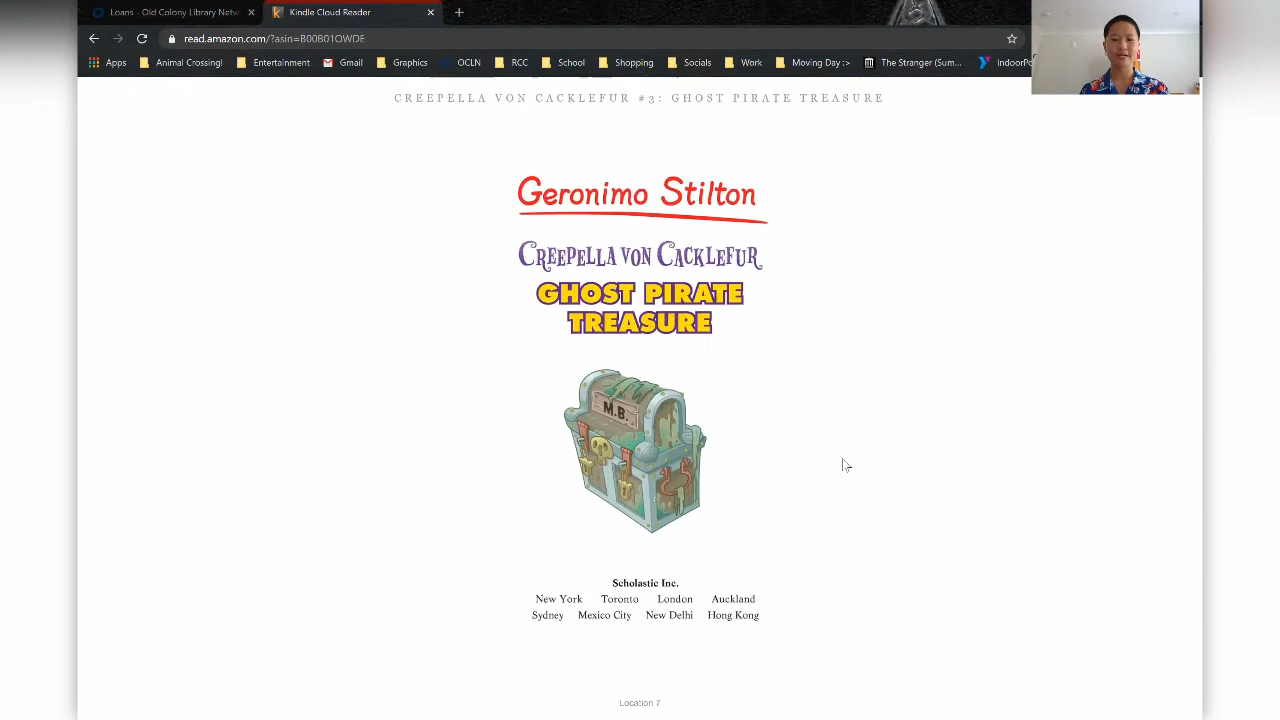 Loans - Old Colony Library Netw
Kindle Cloud Reader
read.amazon.com/?asin=B00B01OWDE
Apps Animal Crossing! Entertainment Gmail Graphics OCLN RCC School Shopping Socials Work Moving Day :> The Stranger (Sum... IndoorPo
CREEPELLA VON CACKLEFUR #3: GHOST PIRATE TREASURE
Geronimo Stilton
CREEPELLA VON CACKLEFUR
GHOST PIRATE
TREASURE
M.B.
Scholastic Inc.
New York Toronto London Auckland
Sydney Mexico City New Delhi Hong Kong
Location 7